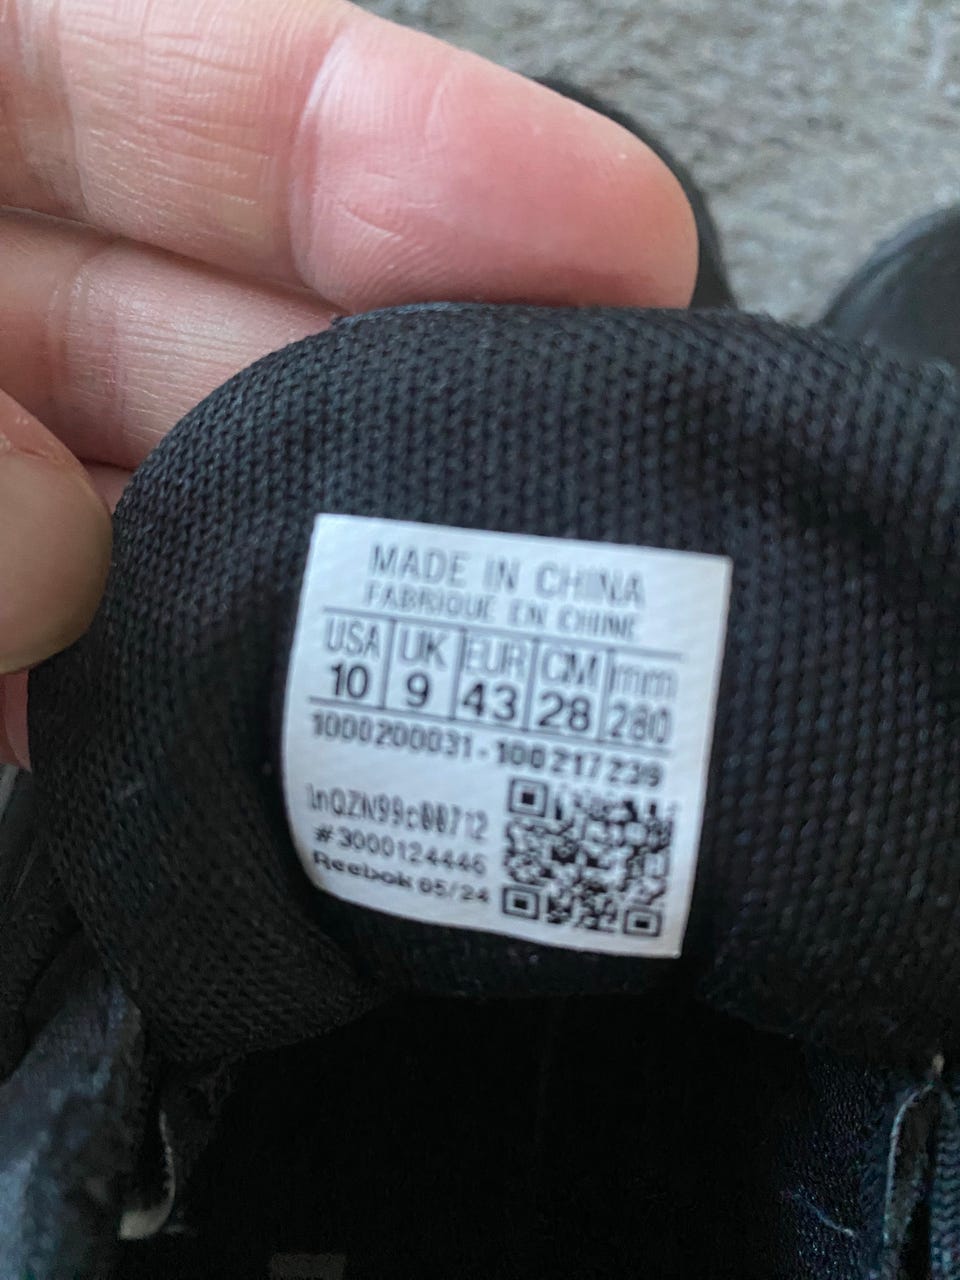 MADE IN CHINA
FABRIQUE EN CHINE
USA UK EUR CM mm
10 9 43 28 280
1000200031-100217239
1nQZN99c00712
#3000124446
Reebok 05/24